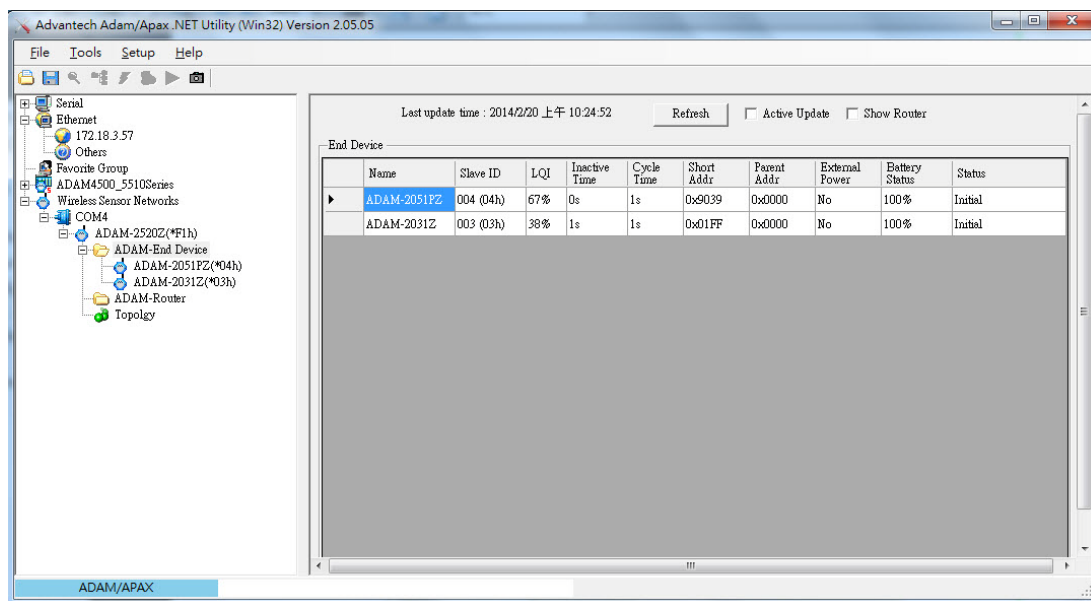 Advantech Adam/Apax .NET Utility (Win32) Version 2.05.05
File Tools Setup Help
Serial
Ethernet
172.18.3.57
Others
Favorite Group
ADAM4500_5510Series
Wireless Sensor Networks
COM4
ADAM-2520Z(*F1h)
ADAM-End Device
ADAM-2051PZ(*04h)
ADAM-2031Z(*03h)
ADAM-Router
Topolgy
Last update time : 2014/2/20 上午 10:24:52 Refresh Active Update Show Router
End Device
Name Slave ID LQI Inactive Time Cycle Time Short Addr Parent Addr External Power Battery Status Status
ADAM-2051PZ 004 (04h) 67% 0s 1s 0x9039 0x0000 No 100% Initial
ADAM-2031Z 003 (03h) 38% 1s 1s 0x01FF 0x0000 No 100% Initial
ADAM/APAX